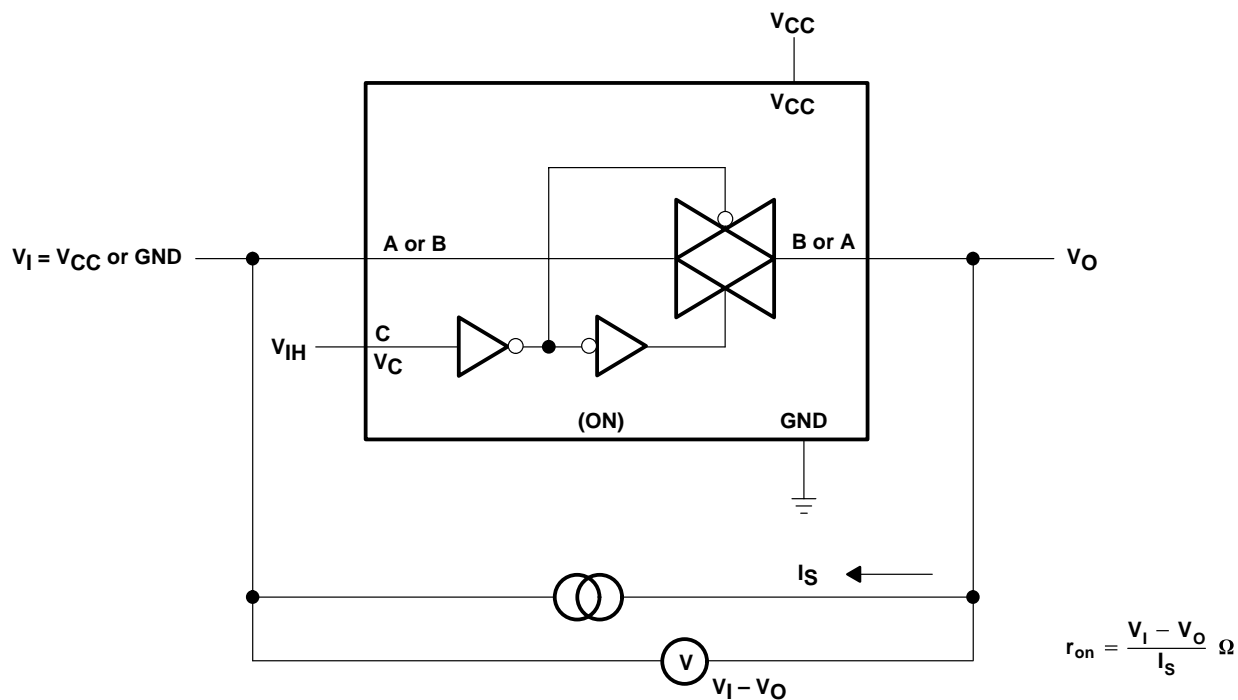 VCC
VCC
VI = VCC or GND
A or B
B or A
VO
VIH
C
VC
(ON)
GND
IS
V
VI – VO
ron = VI – VO / IS Ω